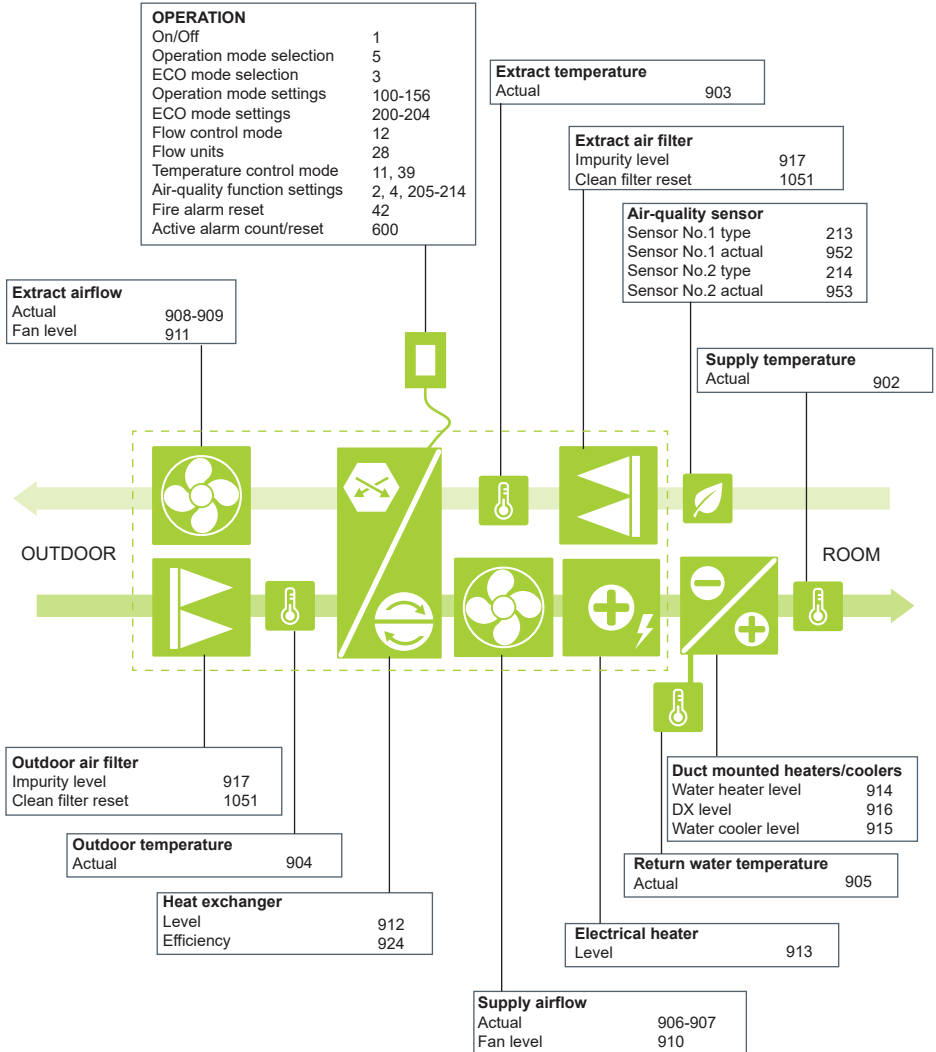 OPERATION
On/Off 1
Operation mode selection 5
ECO mode selection 3
Operation mode settings 100-156
ECO mode settings 200-204
Flow control mode 12
Flow units 28
Temperature control mode 11, 39
Air-quality function settings 2, 4, 205-214
Fire alarm reset 42
Active alarm count/reset 600
Extract temperature
Actual 903
Extract air filter
Impurity level 917
Clean filter reset 1051
Air-quality sensor
Sensor No.1 type 213
Sensor No.1 actual 952
Sensor No.2 type 214
Sensor No.2 actual 953
Extract airflow
Actual 908-909
Fan level 911
Supply temperature
Actual 902
OUTDOOR
ROOM
Outdoor air filter
Impurity level 917
Clean filter reset 1051
Duct mounted heaters/coolers
Water heater level 914
DX level 916
Water cooler level 915
Outdoor temperature
Actual 904
Return water temperature
Actual 905
Heat exchanger
Level 912
Efficiency 924
Electrical heater
Level 913
Supply airflow
Actual 906-907
Fan level 910